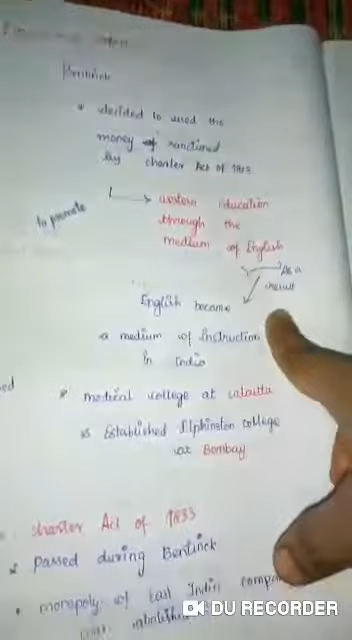 Bentinck
* decided to used the
money of sanctioned
by charter Act of 1813
to promote
western Education
through the
medium of English
As a
result
English became
a medium of Instruction
in India
* medical college at Calcutta
is Established Elphinston college
at Bombay
charter Act of 1833
* passed during Bentinck
* monopoly of East India
DU RECORDER